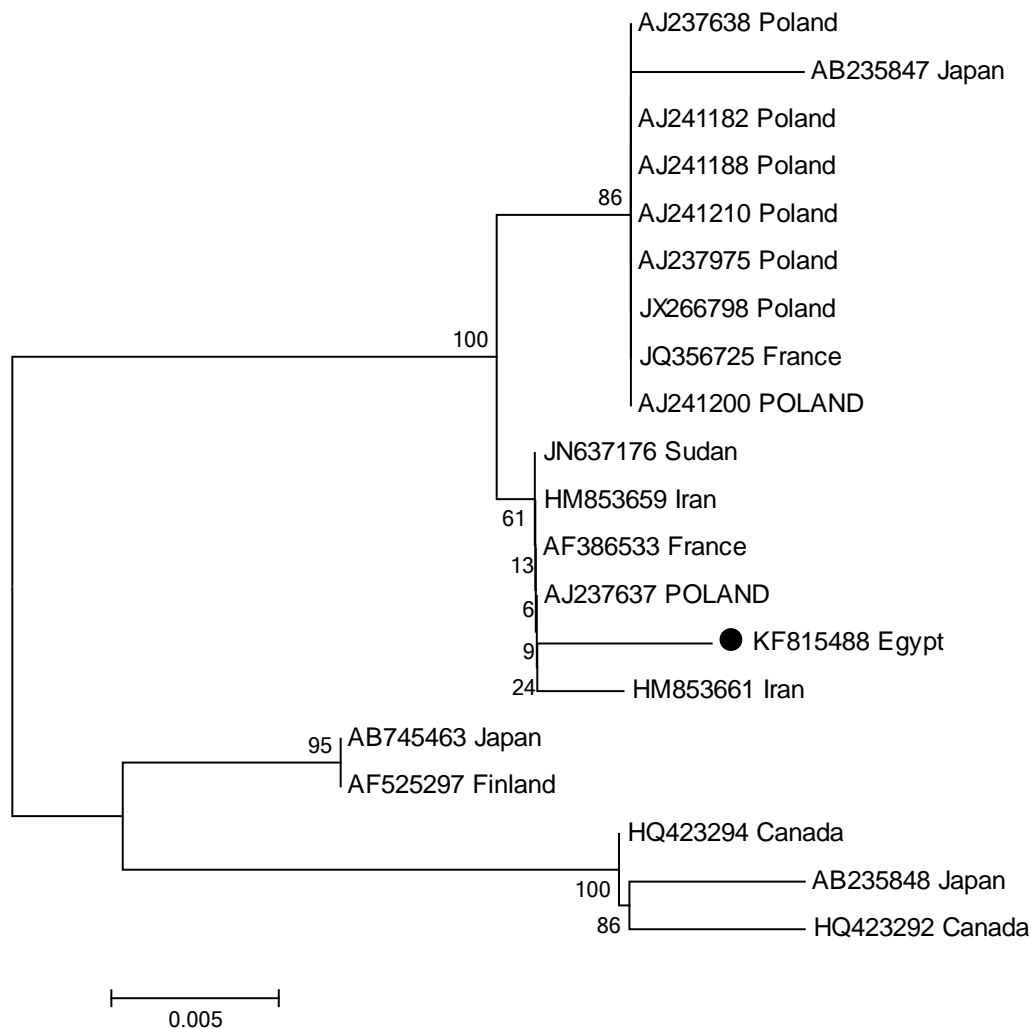 AJ237638 Poland
AB235847 Japan
AJ241182 Poland
AJ241188 Poland
86
AJ241210 Poland
AJ237975 Poland
JX266798 Poland
100
JQ356725 France
AJ241200 POLAND
JN637176 Sudan
HM853659 Iran
61
AF386533 France
13
AJ237637 POLAND
6
KF815488 Egypt
9
24
HM853661 Iran
95
AB745463 Japan
AF525297 Finland
HQ423294 Canada
100
AB235848 Japan
86
HQ423292 Canada
0.005